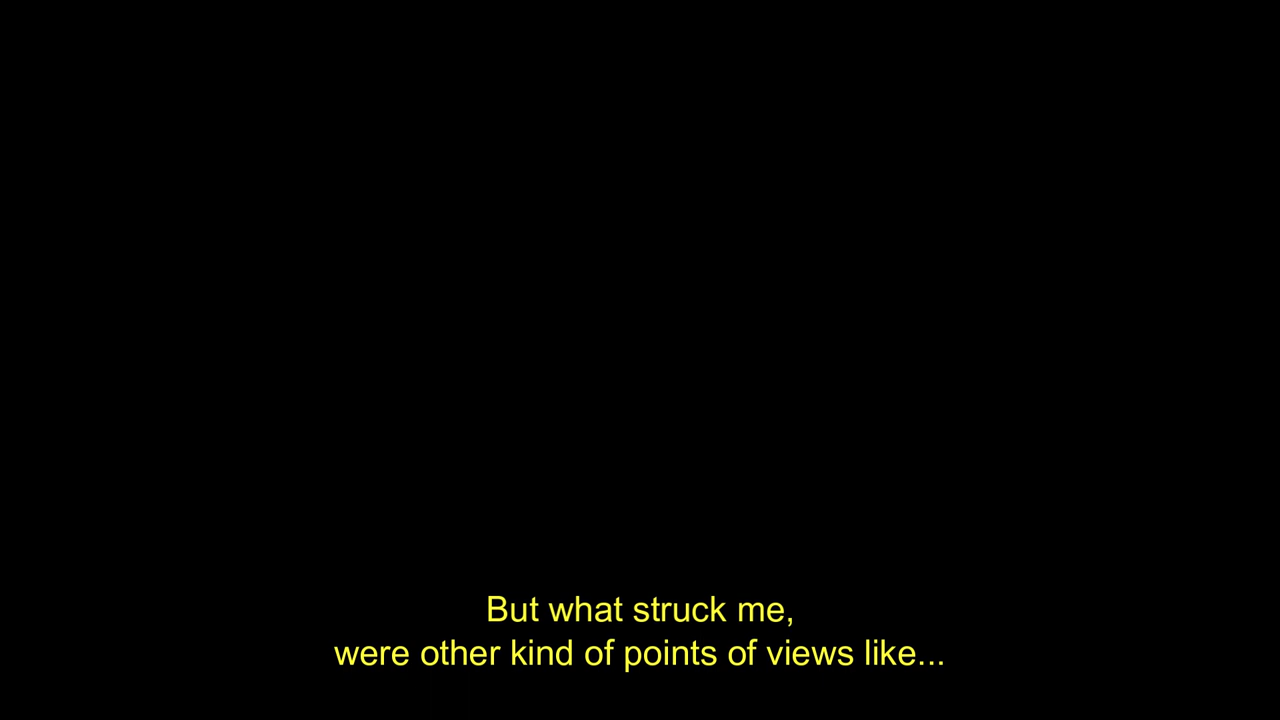 But what struck me,
were other kind of points of views like...